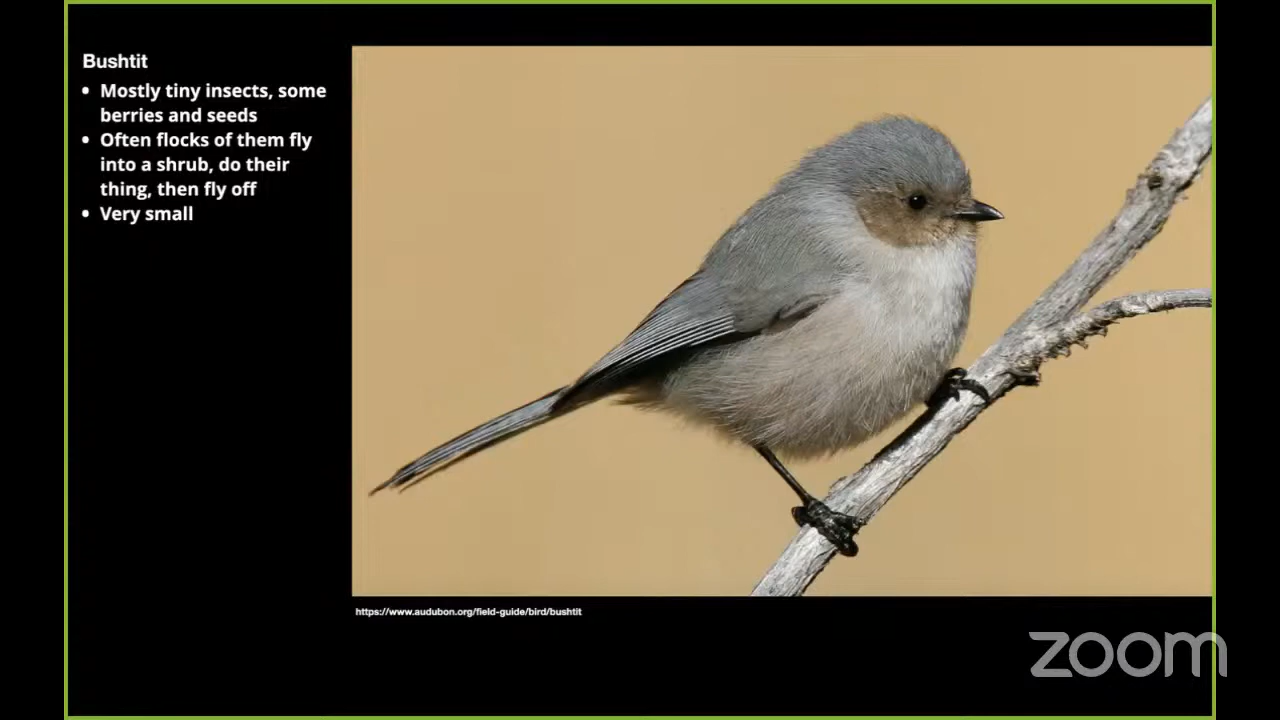 Bushtit
• Mostly tiny insects, some
berries and seeds
• Often flocks of them fly
into a shrub, do their
thing, then fly off
• Very small
https://www.audubon.org/field-guide/bird/bushtit
zoom